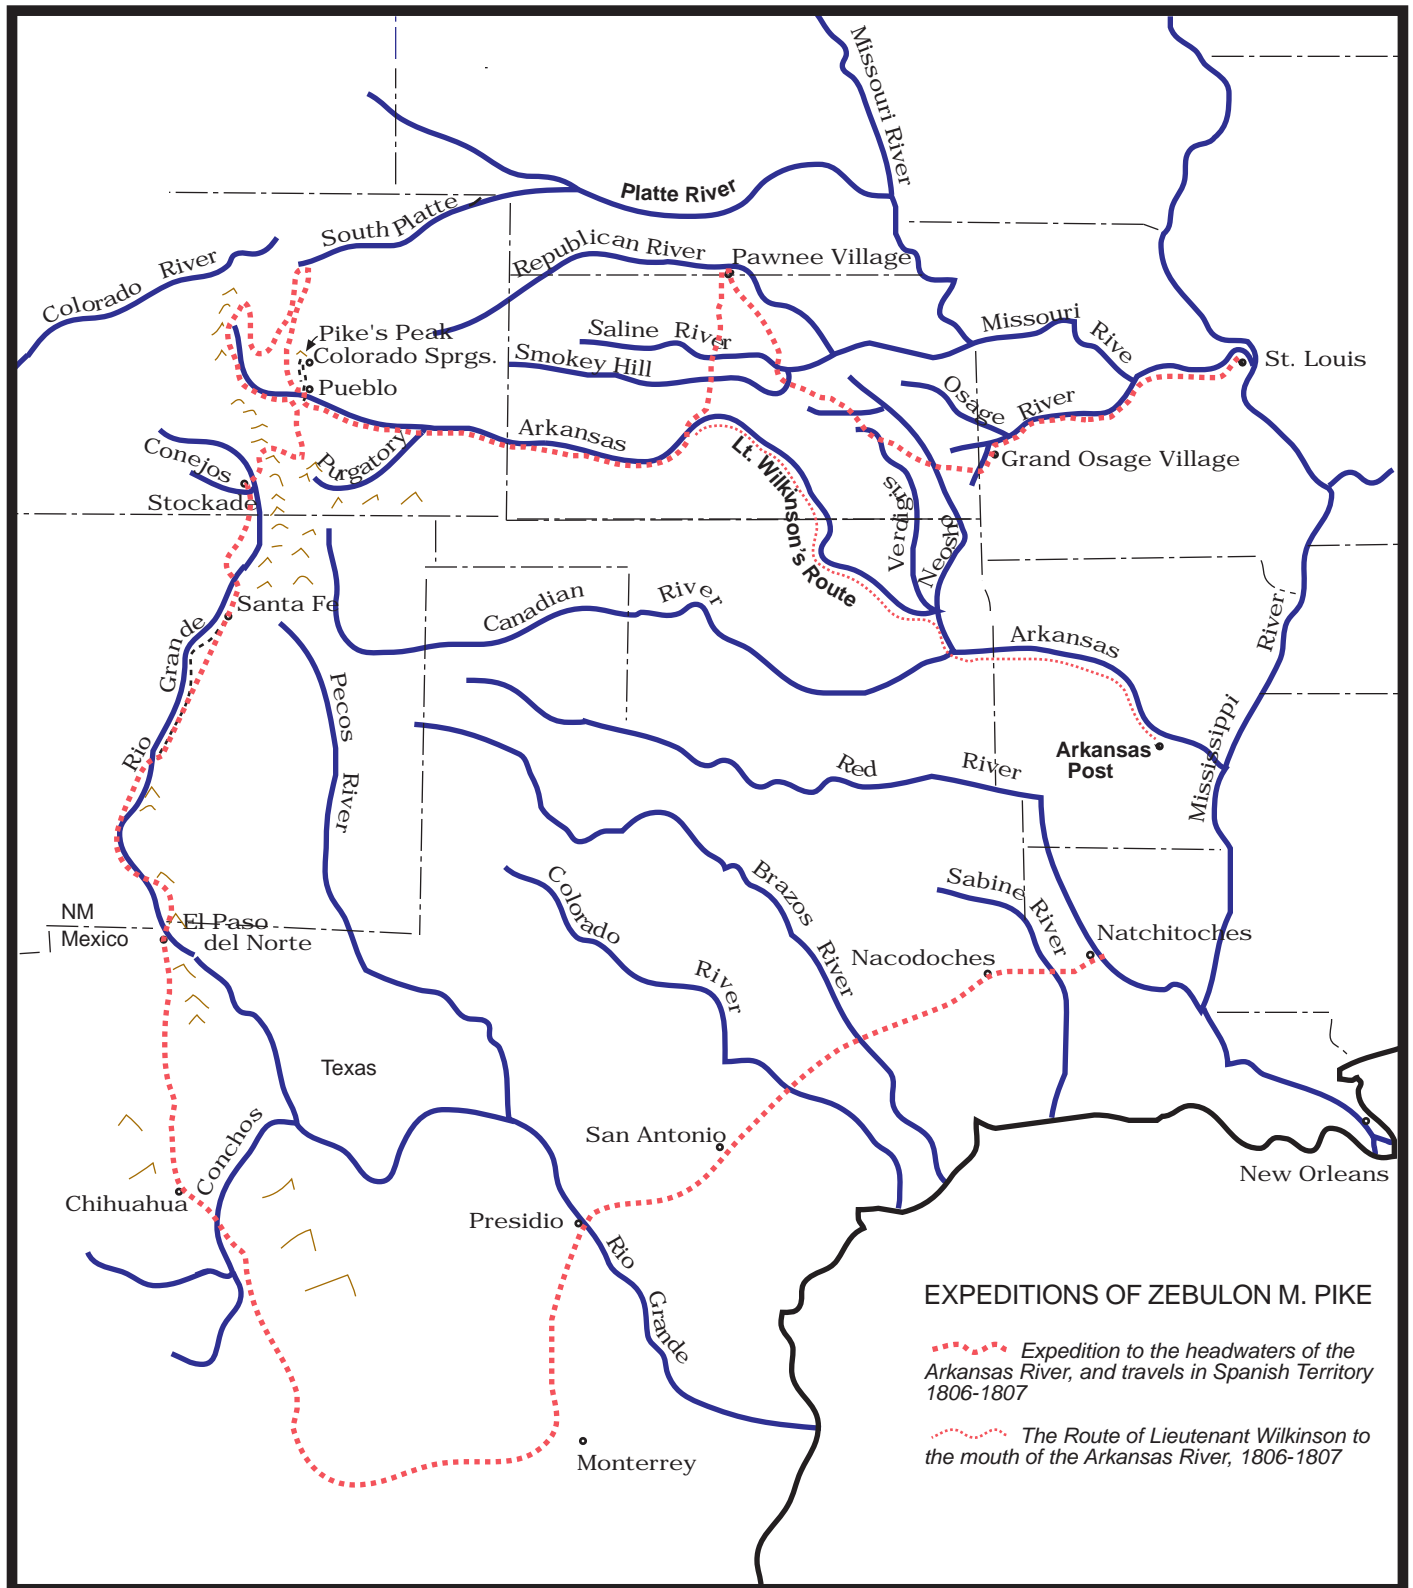 Missouri River
Platte River
South Platte
Colorado River
Republican River
Pawnee Village
Pike's Peak
Colorado Sprgs.
Pueblo
Saline River
Smokey Hill
Missouri Rive
St. Louis
Osage River
Grand Osage Village
Arkansas
Purgatory
Conejos
Stockade
Lt. Wilkinson's Route
Verdigris
Neosho
Santa Fe
Rio Grande
Canadian River
Arkansas
Pecos River
Mississippi River
Red River
Arkansas
Post
Brazos River
Colorado River
Sabine River
Natchitoches
Nacodoches
NM
Mexico
El Paso
del Norte
Texas
Conchos
San Antonio
Chihuahua
Presidio
New Orleans
Rio Grande
Monterrey
EXPEDITIONS OF ZEBULON M. PIKE
Expedition to the headwaters of the
Arkansas River, and travels in Spanish Territory
1806-1807
The Route of Lieutenant Wilkinson to
the mouth of the Arkansas River, 1806-1807